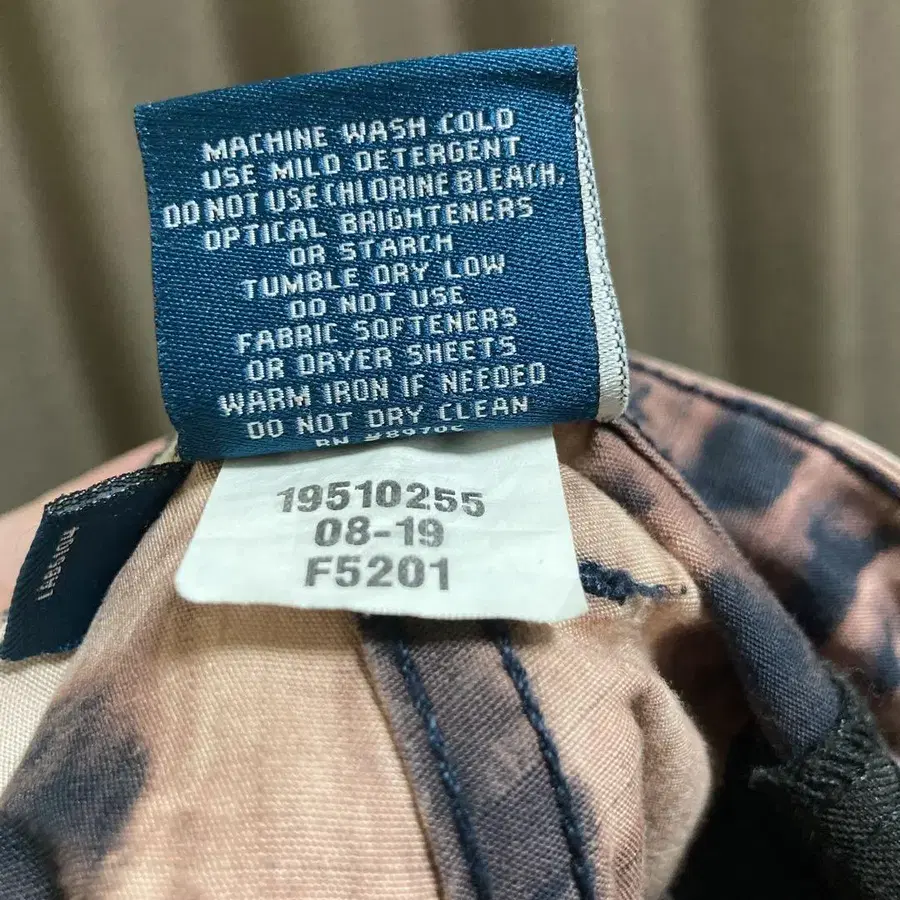 MACHINE WASH COLD
USE MILD DETERGENT
DO NOT USE CHLORINE BLEACH,
OPTICAL BRIGHTENERS
OR STARCH
TUMBLE DRY LOW
DO NOT USE
FABRIC SOFTENERS
OR DRYER SHEETS
WARM IRON IF NEEDED
DO NOT DRY CLEAN
RN
19510255
08-19
F5201